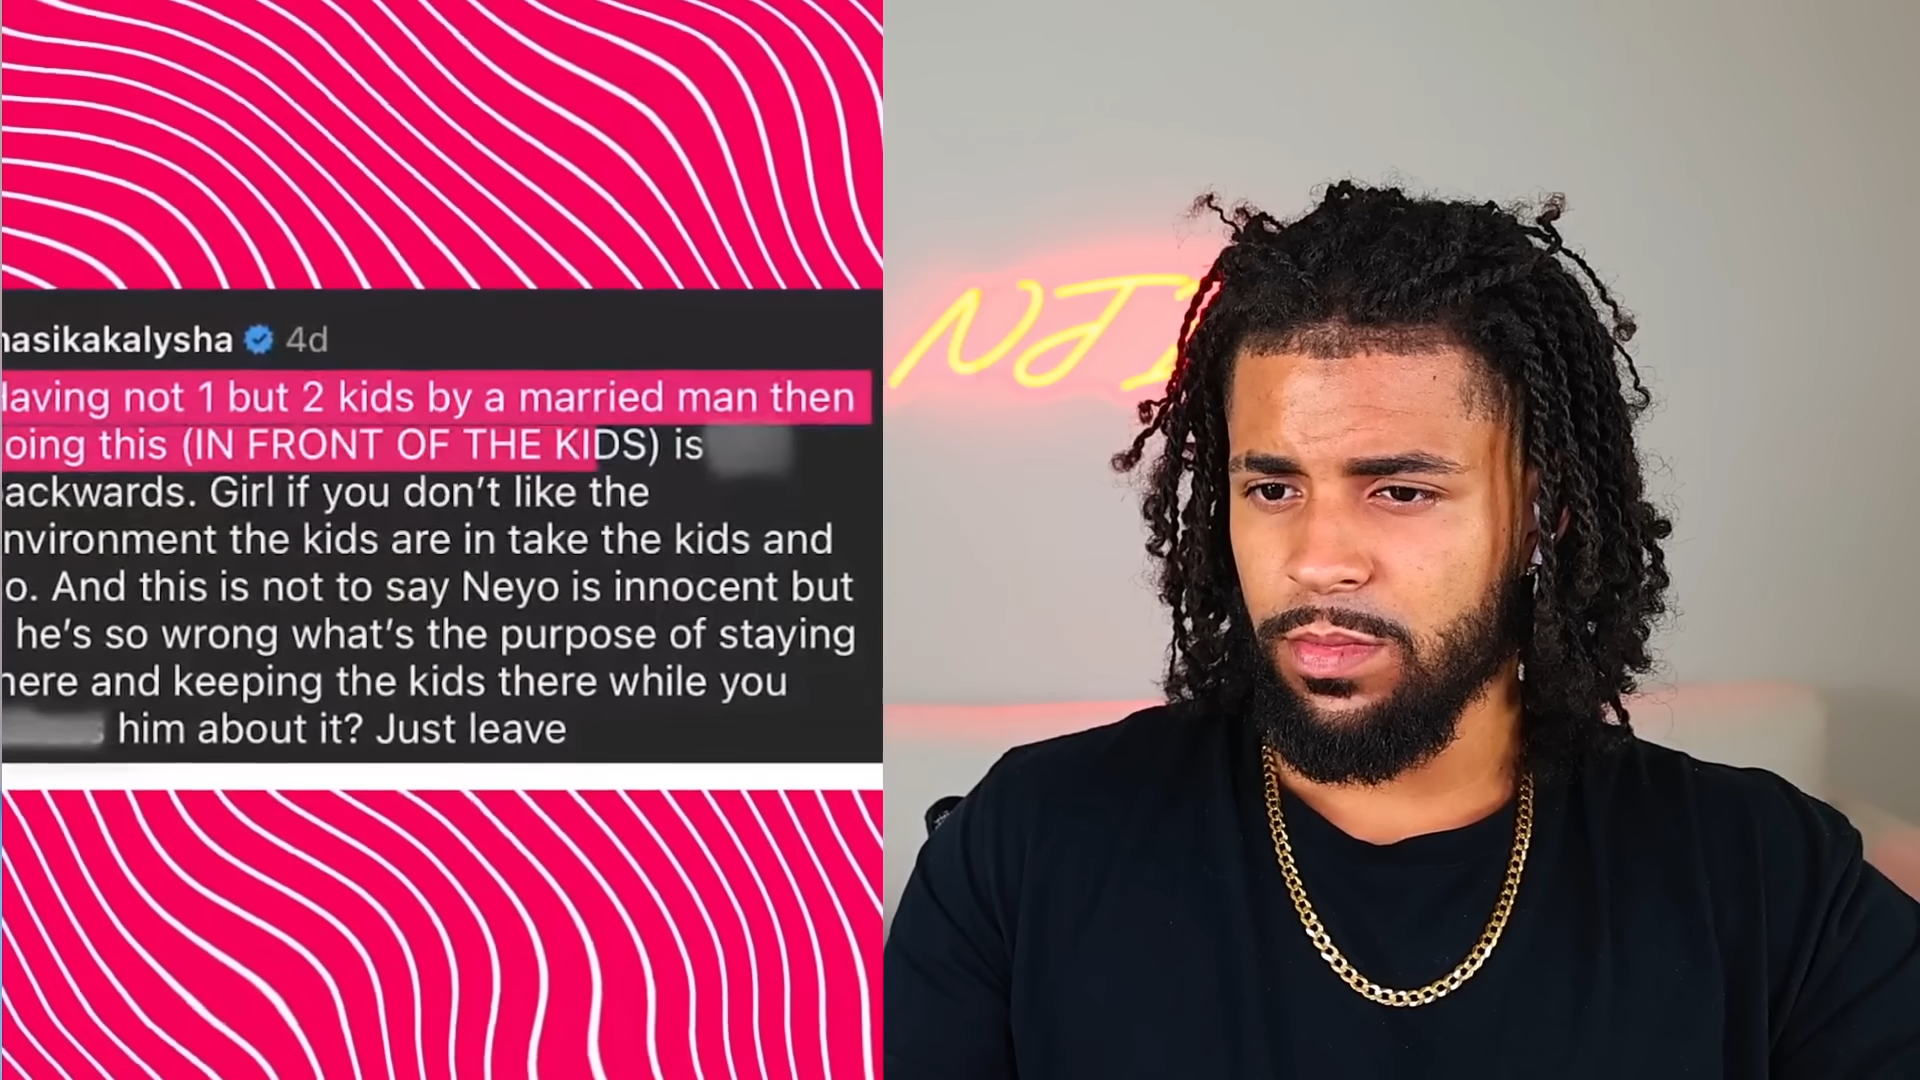 nasikakalysha 4d
Having not 1 but 2 kids by a married man then
oing this (IN FRONT OF THE KIDS) is
ackwards. Girl if you don't like the
nvironment the kids are in take the kids and
o. And this is not to say Neyo is innocent but
he's so wrong what's the purpose of staying
here and keeping the kids there while you
him about it? Just leave
NJ